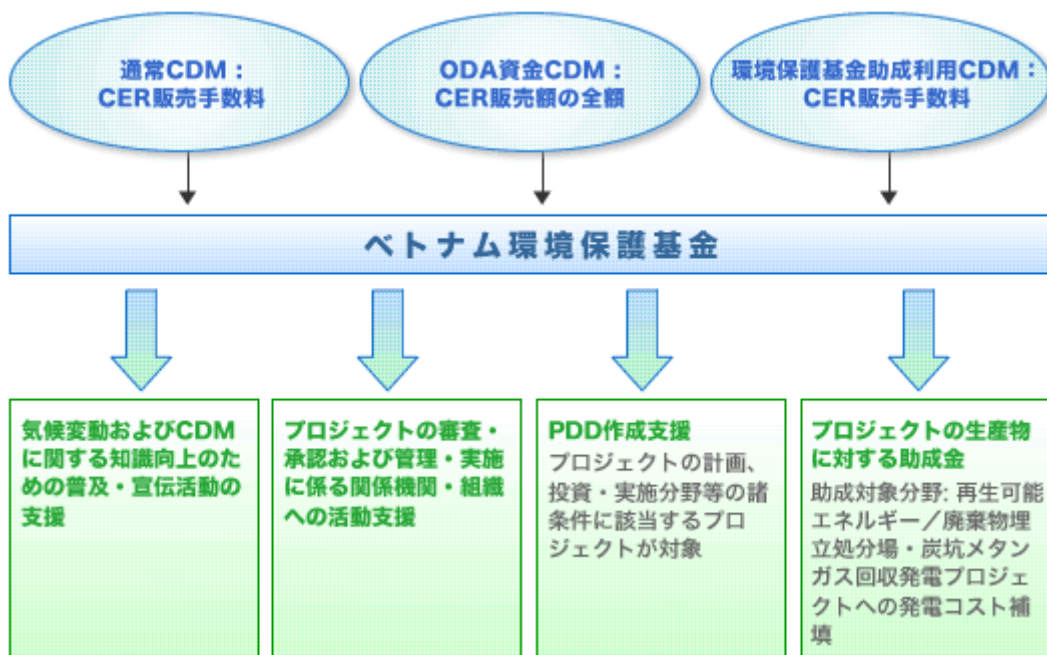 通常CDM：
CER販売手数料
ODA資金CDM：
CER販売額の全額
環境保護基金助成利用CDM：
CER販売手数料
ベトナム環境保護基金
気候変動およびCDM
に関する知識向上のた
めの普及・宣伝活動の
支援
プロジェクトの審査・
承認および管理・実施
に係る関係機関・組織
への活動支援
PDD作成支援
プロジェクトの計画、
投資・実施分野等の諸
条件に該当するプロ
ジェクトが対象
プロジェクトの生産物
に対する助成金
助成対象分野: 再生可能
エネルギー／廃棄物埋
立処分場・炭坑メタン
ガス回収発電プロジェ
クトへの発電コスト補
填